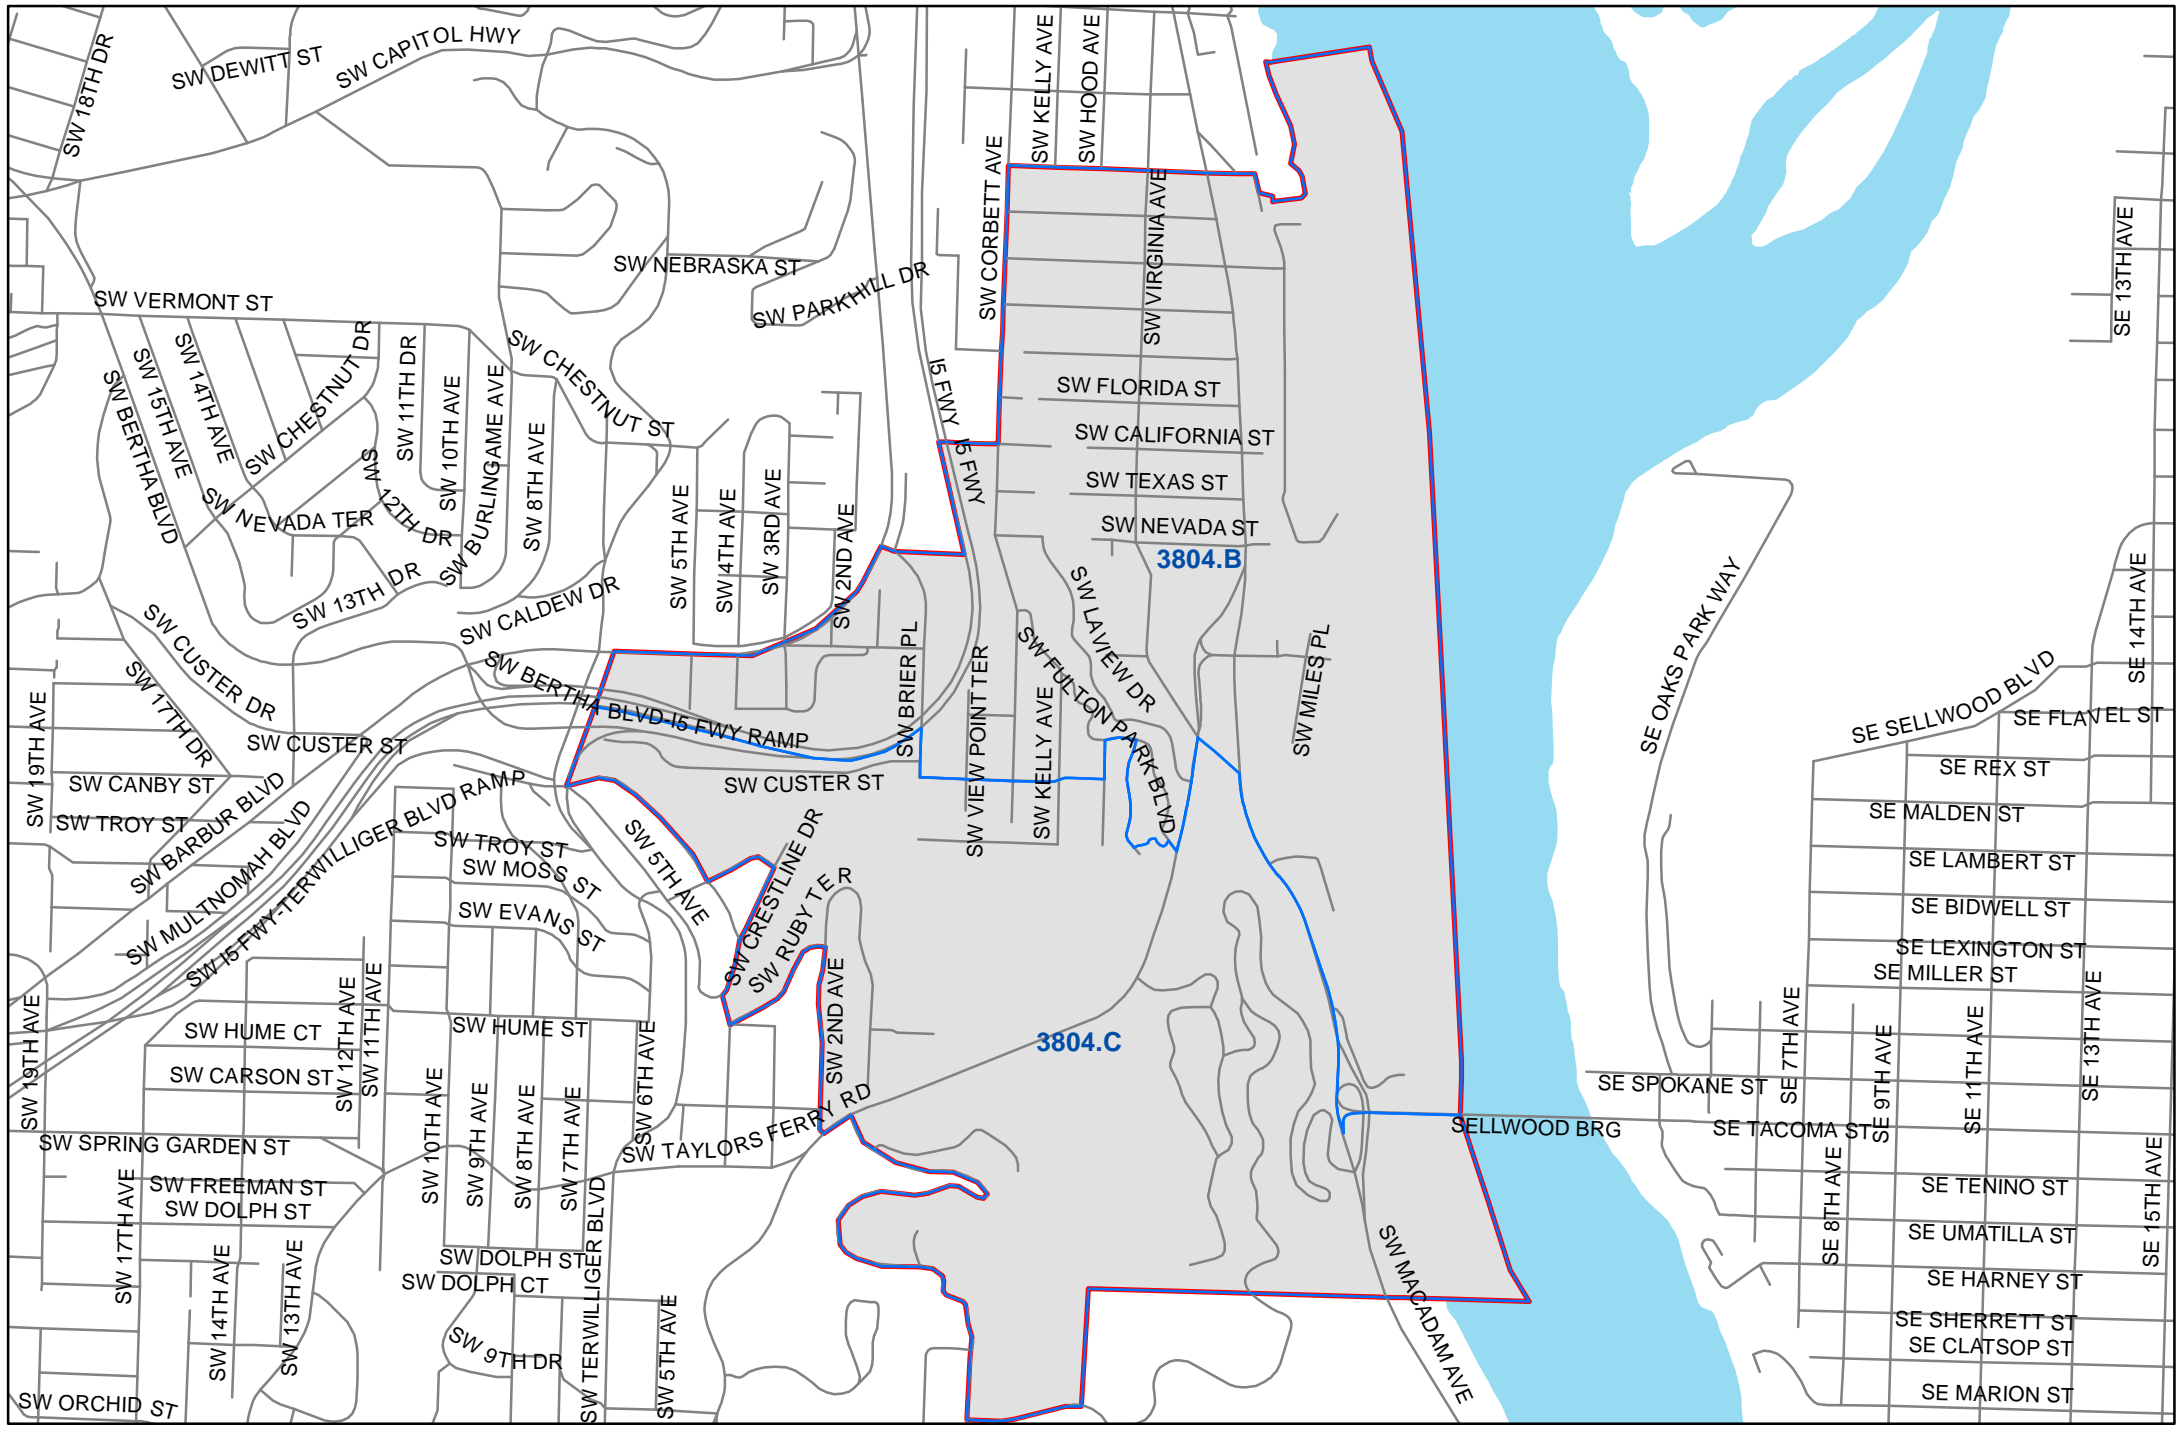 SW 18TH DR
SW DEWITT ST
SW CAPITOL HWY
SW KELLY AVE
SW HOOD AVE
SW CORBETT AVE
SW VIRGINIA AVE
SE 13TH AVE
SW NEBRASKA ST
SW PARKHILL DR
SW VERMONT ST
SW CHESTNUT ST
SW BERTHA BLVD
SW 15TH AVE
SW 14TH AVE
SW CHESTNUT DR
SW 11TH DR
SW 10TH AVE
SW BURLINGAME AVE
SW 8TH AVE
SW 12TH DR
SW NEVADA TER
SW 13TH DR
SW CALDEW DR
I5 FWY
I5 FWY
SW FLORIDA ST
SW CALIFORNIA ST
SW TEXAS ST
SW NEVADA ST
3804.B
SW 5TH AVE
SW 4TH AVE
SW 3RD AVE
SW 2ND AVE
SW LAVIEW DR
SW FULTON PARK BLVD
SW MILES PL
SE OAKS PARK WAY
SE 14TH AVE
SE SELLWOOD BLVD
SE FLAVEL ST
SW CUSTER DR
SW 17TH DR
SW 19TH AVE
SW CUSTER ST
SW BERTHA BLVD-I5 FWY RAMP
SW BRIER PL
SW VIEW POINT TER
SW KELLY AVE
SW CUSTER ST
SW CANBY ST
SW TROY ST
SW BARBUR BLVD
SW MULTNOMAH BLVD
SW I5 FWY-TERWILLIGER BLVD RAMP
SW TROY ST
SW MOSS ST
SW EVANS ST
SW 5TH AVE
SW CRESTLINE DR
SW RUBY TER
SE REX ST
SE MALDEN ST
SE LAMBERT ST
SE BIDWELL ST
SE LEXINGTON ST
SE MILLER ST
SW 19TH AVE
SW HUME CT
SW CARSON ST
SW 12TH AVE
SW 11TH AVE
SW HUME ST
SW 10TH AVE
SW 9TH AVE
SW 8TH AVE
SW 7TH AVE
SW 6TH AVE
SW 2ND AVE
SW TAYLORS FERRY RD
3804.C
SELLWOOD BRG
SE SPOKANE ST
SE TACOMA ST
SE 7TH AVE
SE 9TH AVE
SE 11TH AVE
SE 13TH AVE
SW SPRING GARDEN ST
SW FREEMAN ST
SW DOLPH ST
SW 17TH AVE
SW 14TH AVE
SW 13TH AVE
SW DOLPH ST
SW DOLPH CT
SW 9TH DR
SW TERWILLIGER BLVD
SW 5TH AVE
SW MACADAM AVE
SE 8TH AVE
SE TENINO ST
SE UMATILLA ST
SE 15TH AVE
SE HARNEY ST
SE SHERRETT ST
SE CLATSOP ST
SE MARION ST
SW ORCHID ST